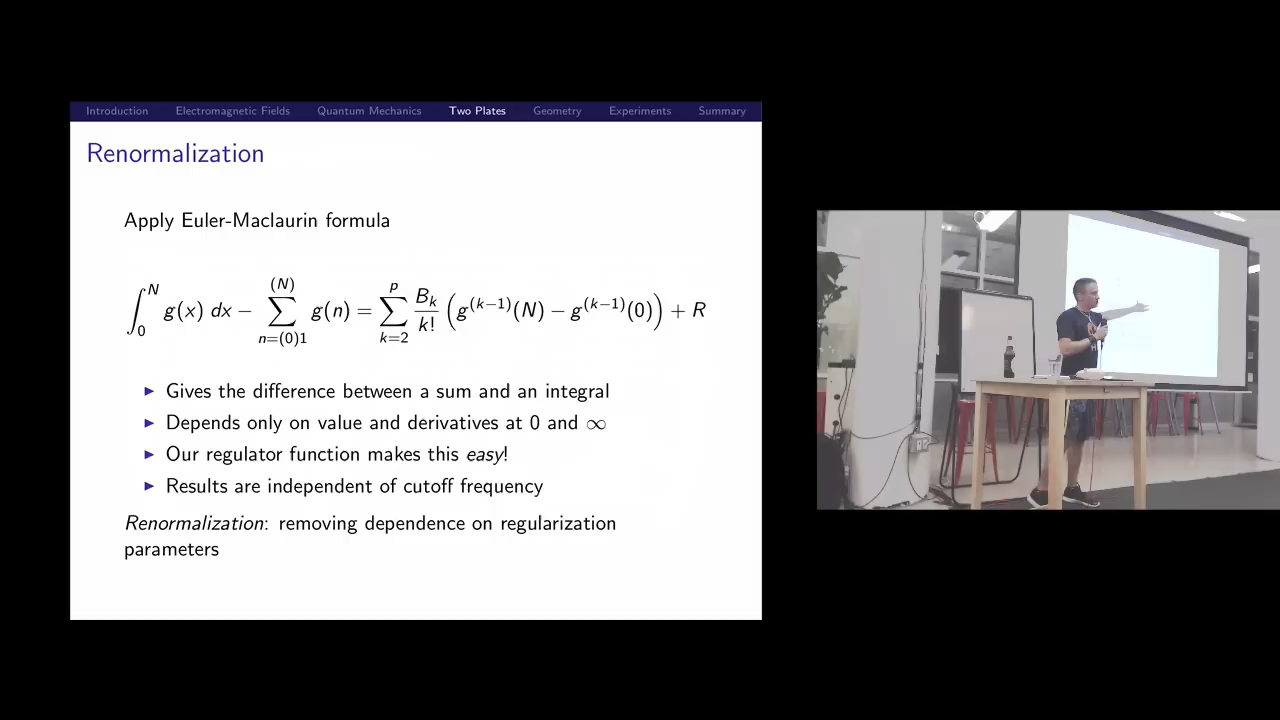 Introduction Electromagnetic Fields Quantum Mechanics Two Plates Geometry Experiments Summary
Renormalization
Apply Euler-Maclaurin formula
∫_0^N g(x) dx − ∑_{n=(0)1}^{(N)} g(n) = ∑_{k=2}^{p} \frac{B_k}{k!} (g^{(k−1)}(N) − g^{(k−1)}(0)) + R
▶ Gives the difference between a sum and an integral
▶ Depends only on value and derivatives at 0 and ∞
▶ Our regulator function makes this easy!
▶ Results are independent of cutoff frequency
Renormalization: removing dependence on regularization
parameters